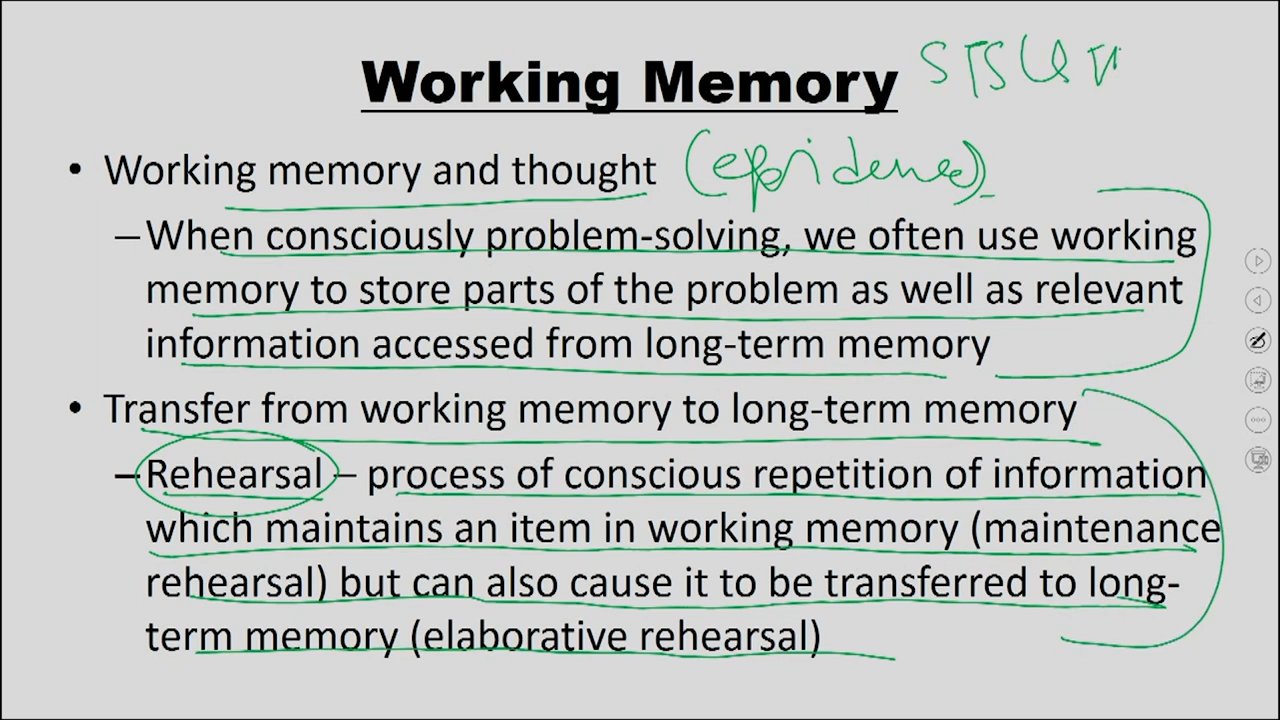 Working Memory
• Working memory and thought
–When consciously problem-solving, we often use working
memory to store parts of the problem as well as relevant
information accessed from long-term memory
• Transfer from working memory to long-term memory
–Rehearsal – process of conscious repetition of information
which maintains an item in working memory (maintenance
rehearsal) but can also cause it to be transferred to long-
term memory (elaborative rehearsal)